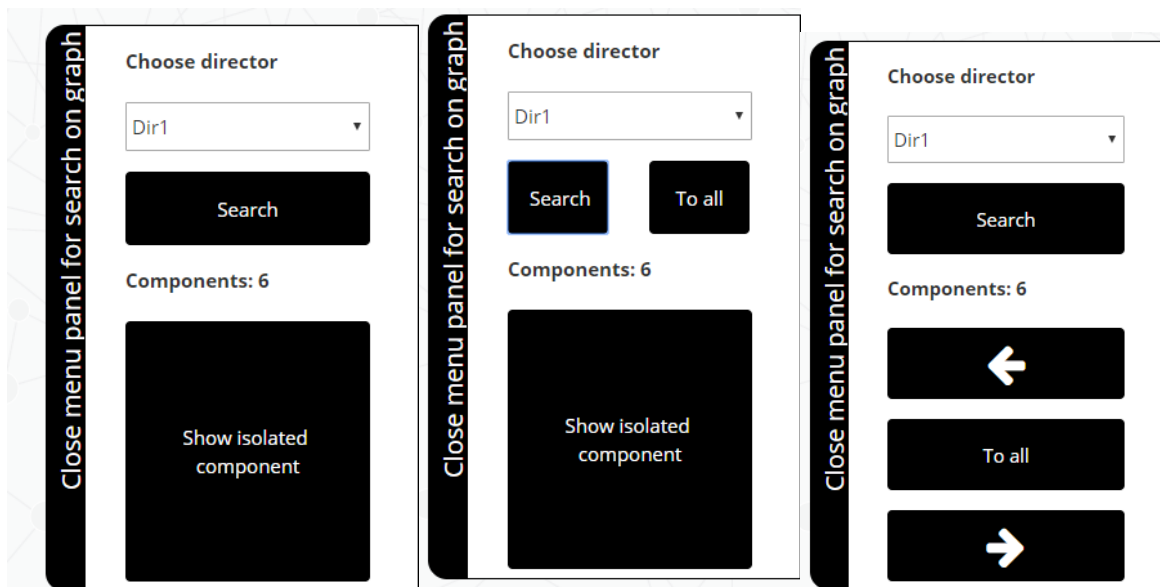 Close menu panel for search on graph
Choose director
Dir1
Search
Components: 6
Show isolated
component
Close menu panel for search on graph
Choose director
Dir1
Search
To all
Components: 6
Show isolated
component
Close menu panel for search on graph
Choose director
Dir1
Search
Components: 6
To all